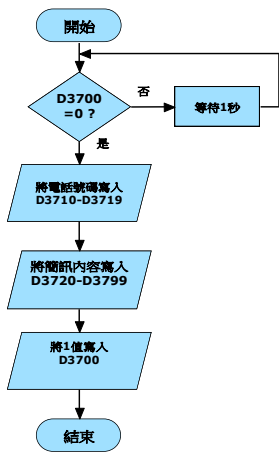 開始
D3700
=0 ?
否
等待1秒
是
將電話號碼寫入
D3710-D3719
將簡訊內容寫入
D3720-D3799
將1值寫入
D3700
結束